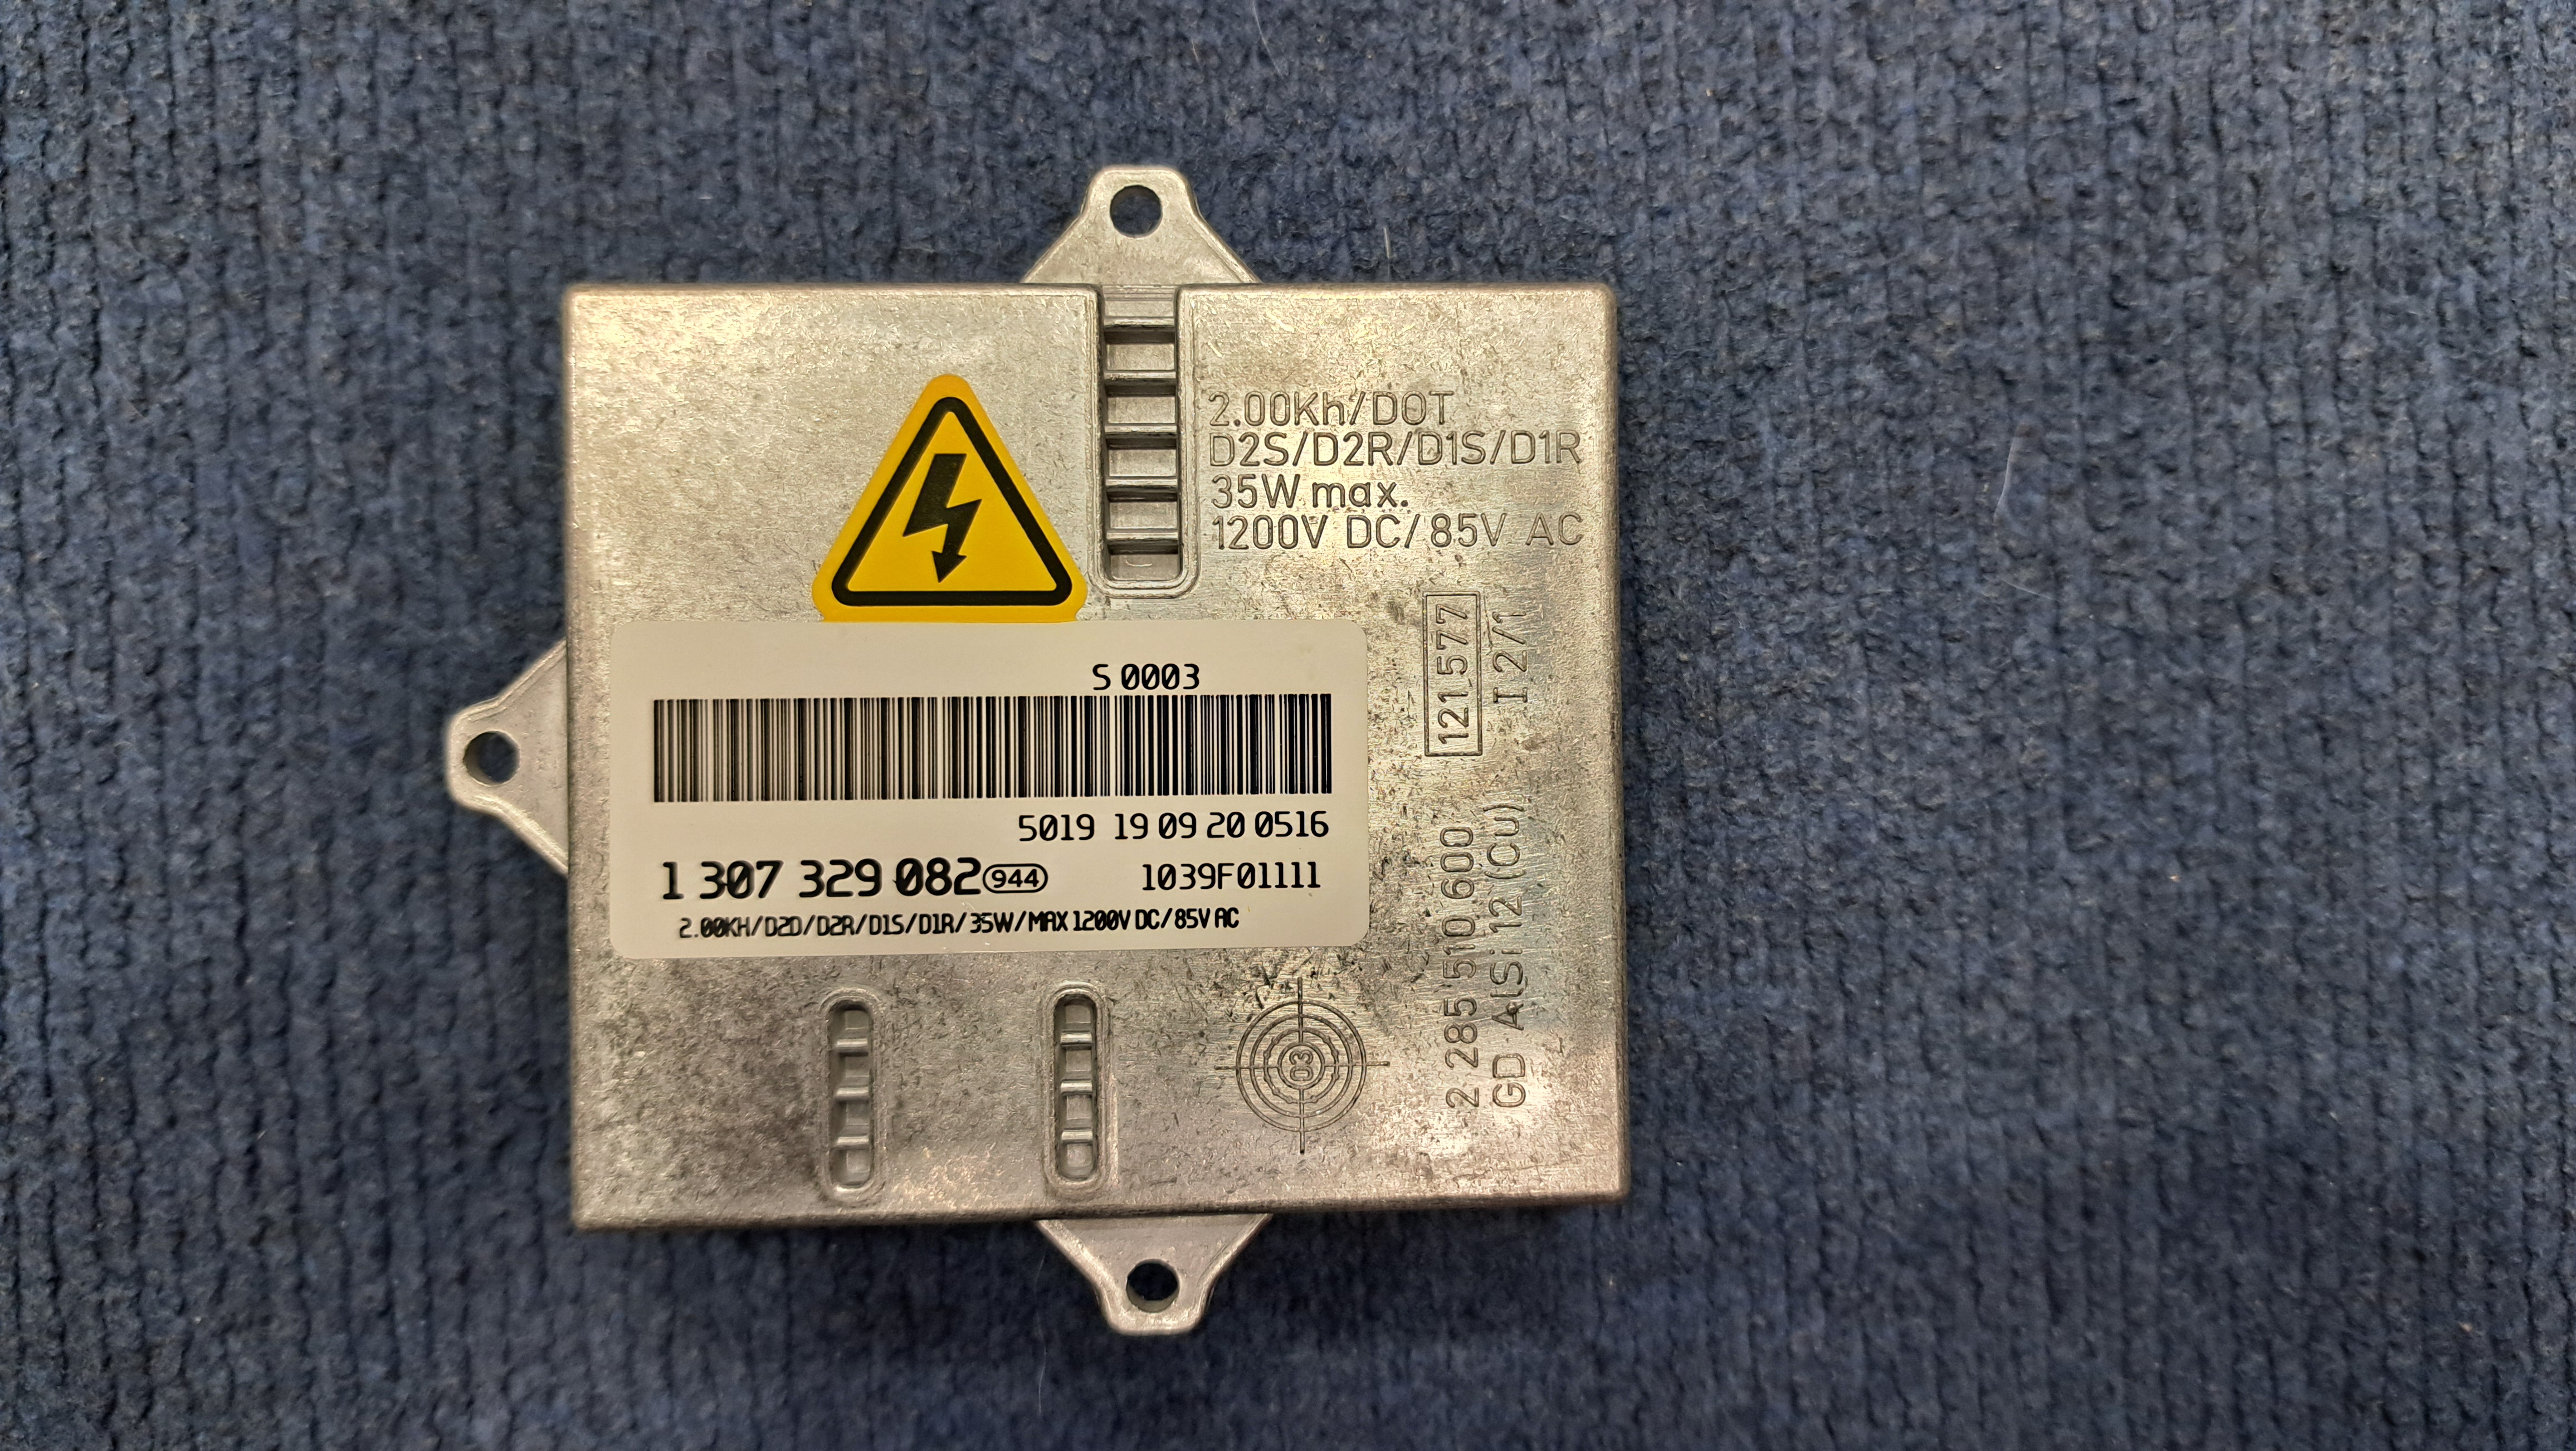 S 0003
5019 19 09 20 0516
1 307 329 082 944 1039F01111
2.00KH/D2D/D2R/D1S/D1R/35W/MAX 1200V DC/85V AC
2.00Kh'/DOT
D2S/D2R/D1S/D1R
35W max.
1200V DC/85V AC
03
2 285 510 600
GD AlSi 12 (Cu)
121 577
I 2/1